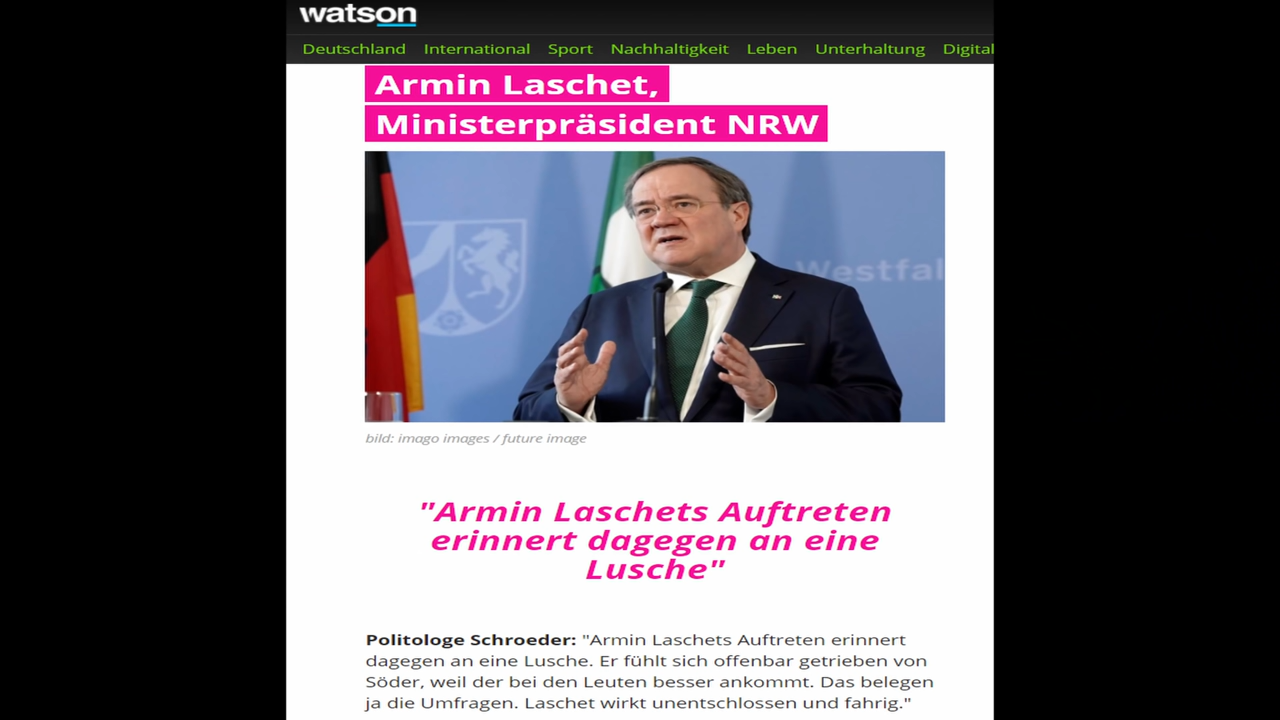 watson
Deutschland International Sport Nachhaltigkeit Leben Unterhaltung Digital
Armin Laschet,
Ministerpräsident NRW
Westfal
bild: imago images / future image
"Armin Laschets Auftreten
erinnert dagegen an eine
Lusche"
Politologe Schroeder: "Armin Laschets Auftreten erinnert
dagegen an eine Lusche. Er fühlt sich offenbar getrieben von
Söder, weil der bei den Leuten besser ankommt. Das belegen
ja die Umfragen. Laschet wirkt unentschlossen und fahrig."